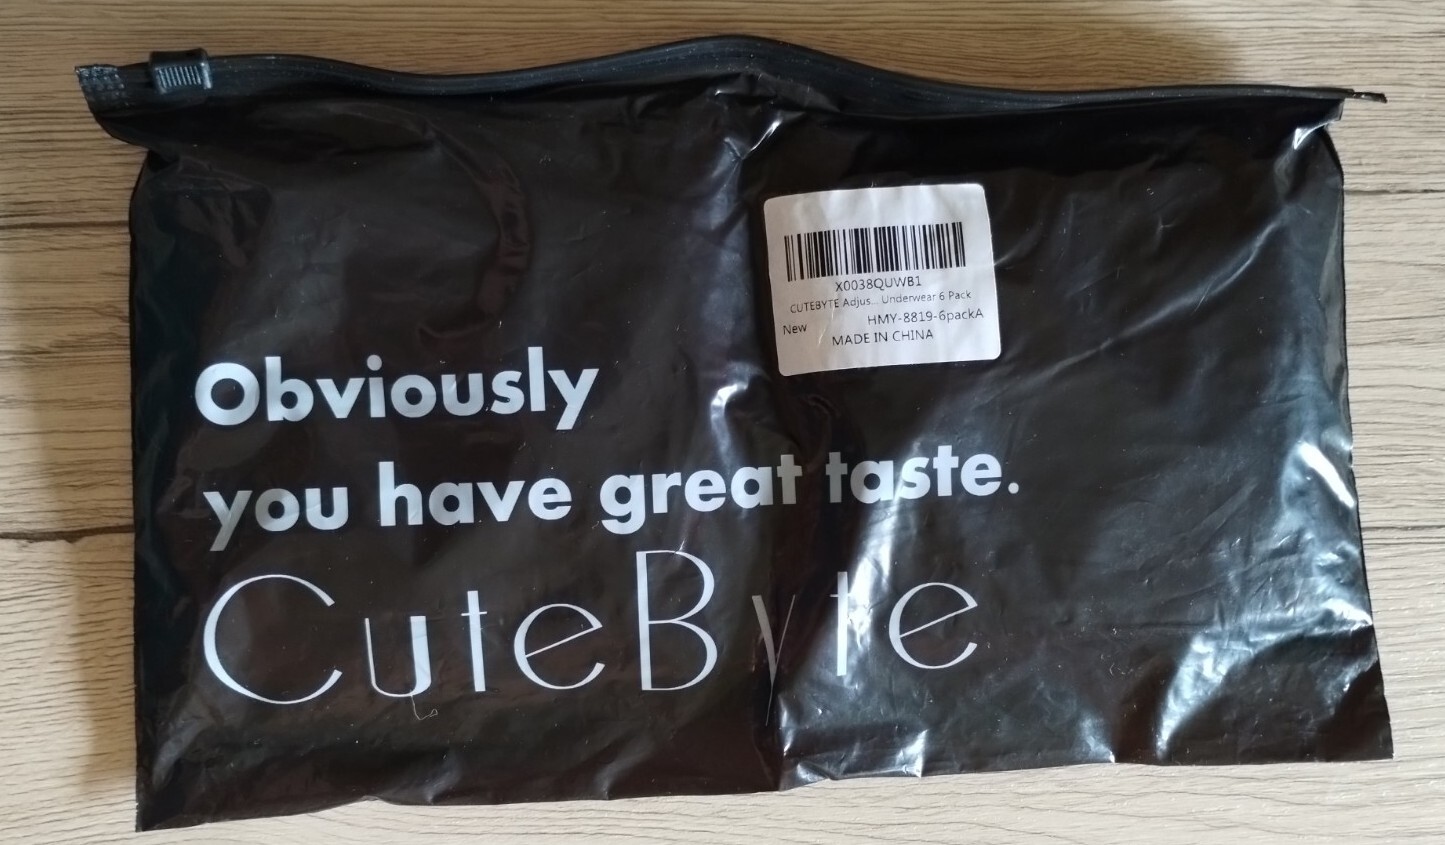 X0038QUWB1
CUTEBYTE Adjus... Underwear 6 Pack
New HMY-8819-6packA
MADE IN CHINA
Obviously
you have great taste.
CuteByte